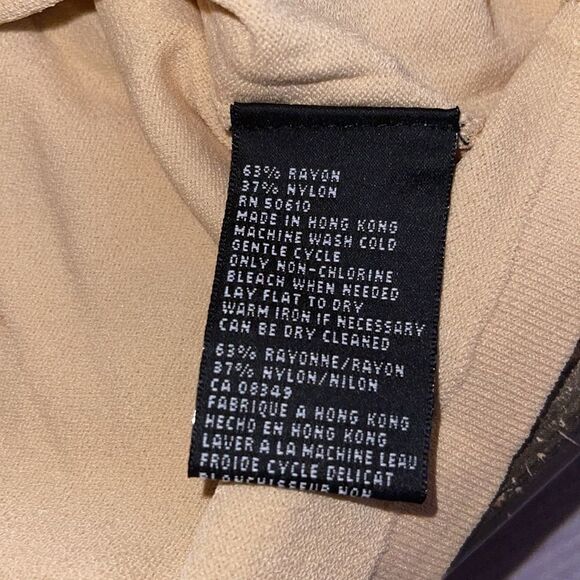 63% RAYON
37% NYLON
RN 50610
MADE IN HONG KONG
MACHINE WASH COLD
GENTLE CYCLE
ONLY NON-CHLORINE
BLEACH WHEN NEEDED
LAY FLAT TO DRY
WARM IRON IF NECESSARY
CAN BE DRY CLEANED
63% RAYONNE/RAYON
37% NYLON/NILON
CA 08349
FABRIQUE A HONG KONG
HECHO EN HONG KONG
LAVER A LA MACHINE LEAU
FROIDE CYCLE DELICAT
BLANCHISSEUR NON